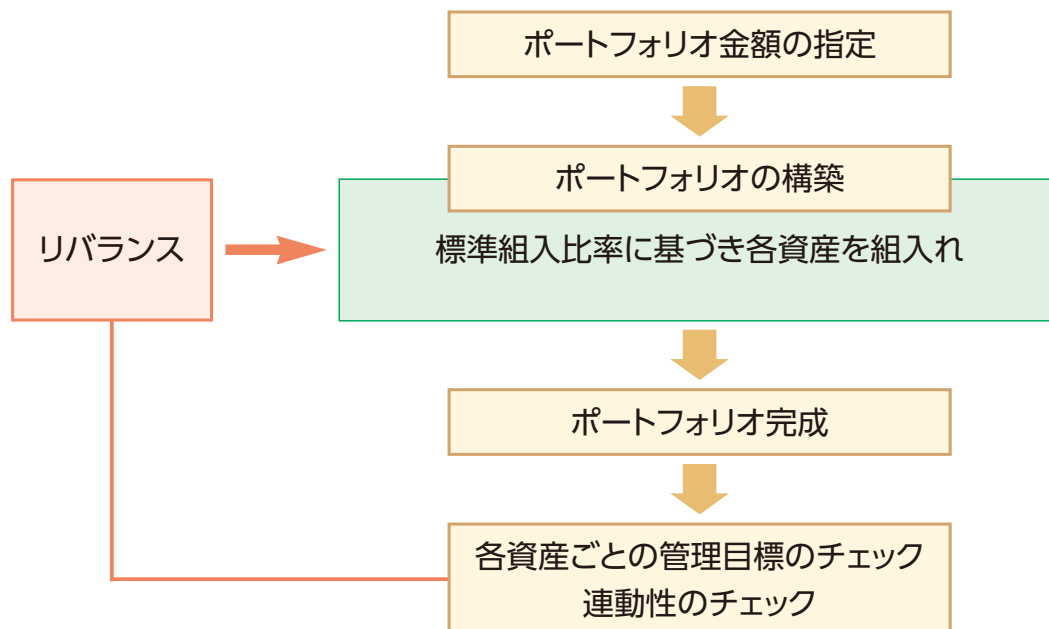 ポートフォリオ金額の指定
ポートフォリオの構築
リバランス
標準組入比率に基づき各資産を組入れ
ポートフォリオ完成
各資産ごとの管理目標のチェック
連動性のチェック